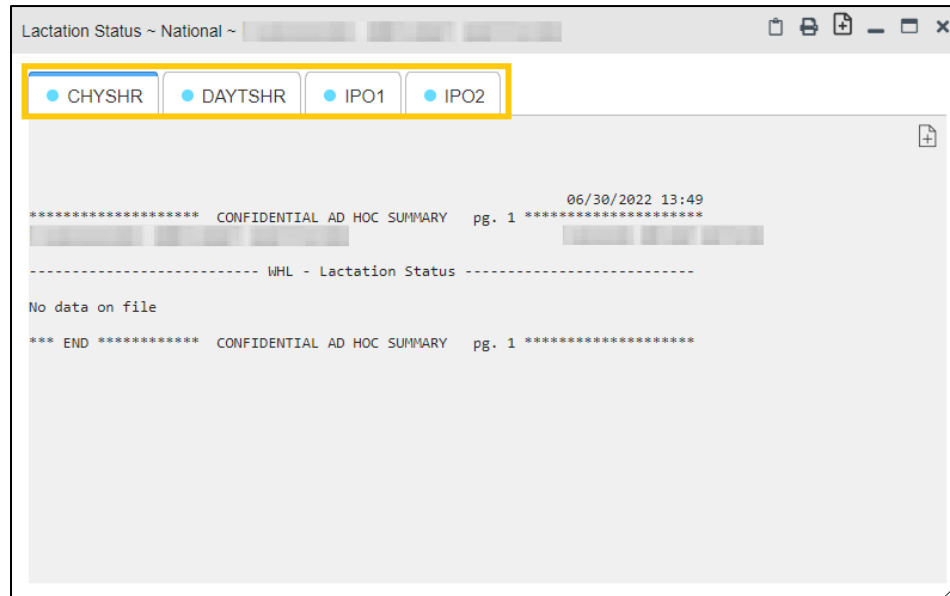 Lactation Status ~ National ~
CHYSHR DAYTSHR IPO1 IPO2
06/30/2022 13:49
******************** CONFIDENTIAL AD HOC SUMMARY pg. 1 *********************
--------------------------- WHL - Lactation Status ---------------------------
No data on file
*** END ************ CONFIDENTIAL AD HOC SUMMARY pg. 1 ********************